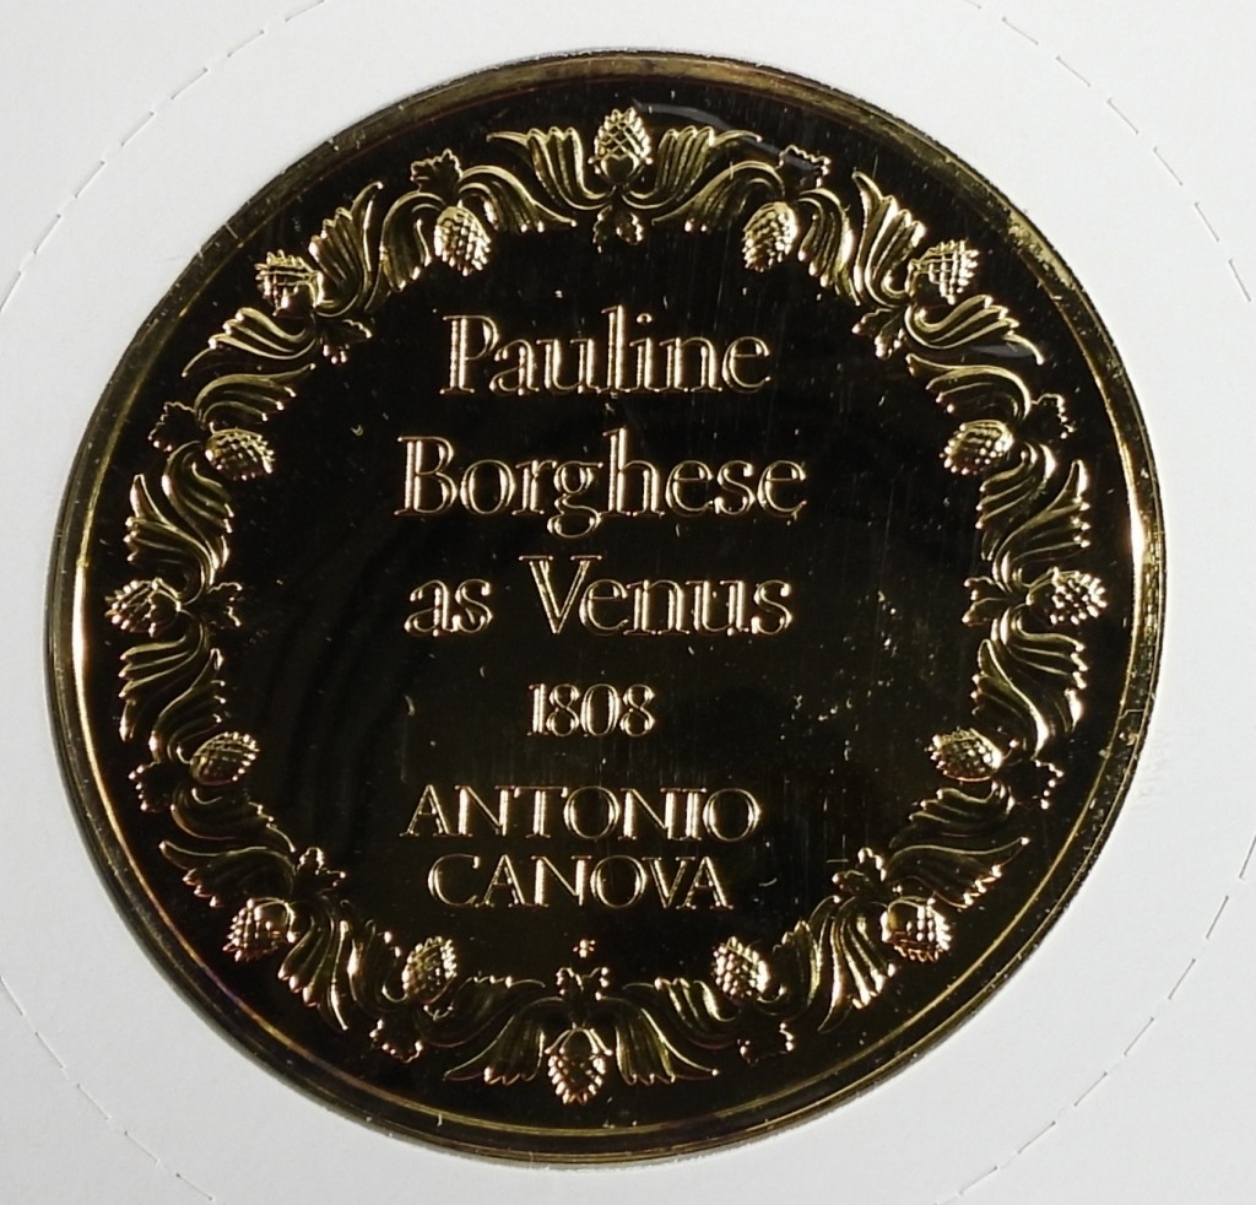 Pauline
Borghese
as Venus
1808
ANTONIO
CANOVA